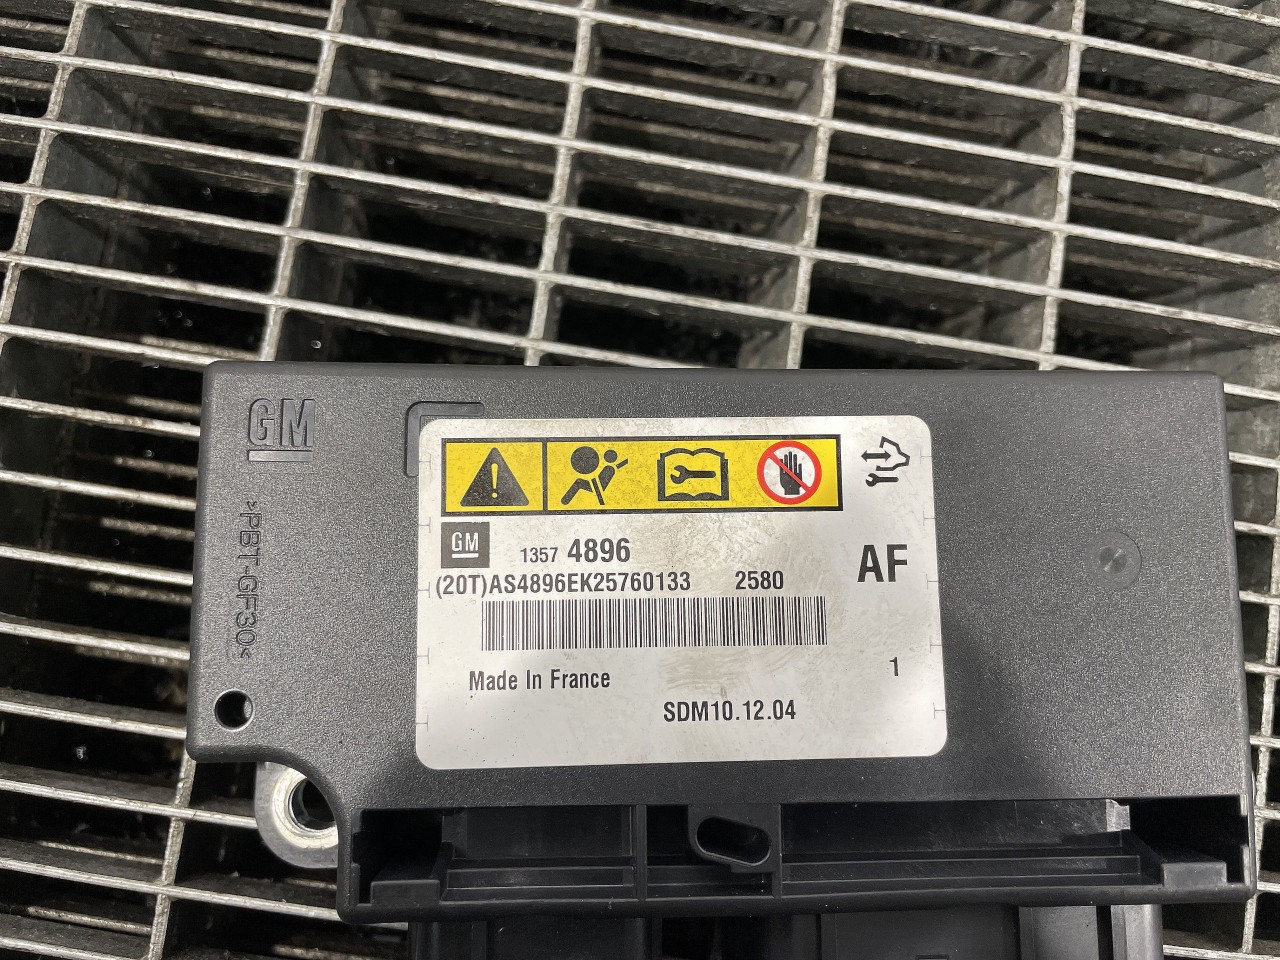 GM
>PBT-GF30<
GM 1357 4896
AF
(20T)AS4896EK25760133 2580
Made In France
1
SDM10.12.04